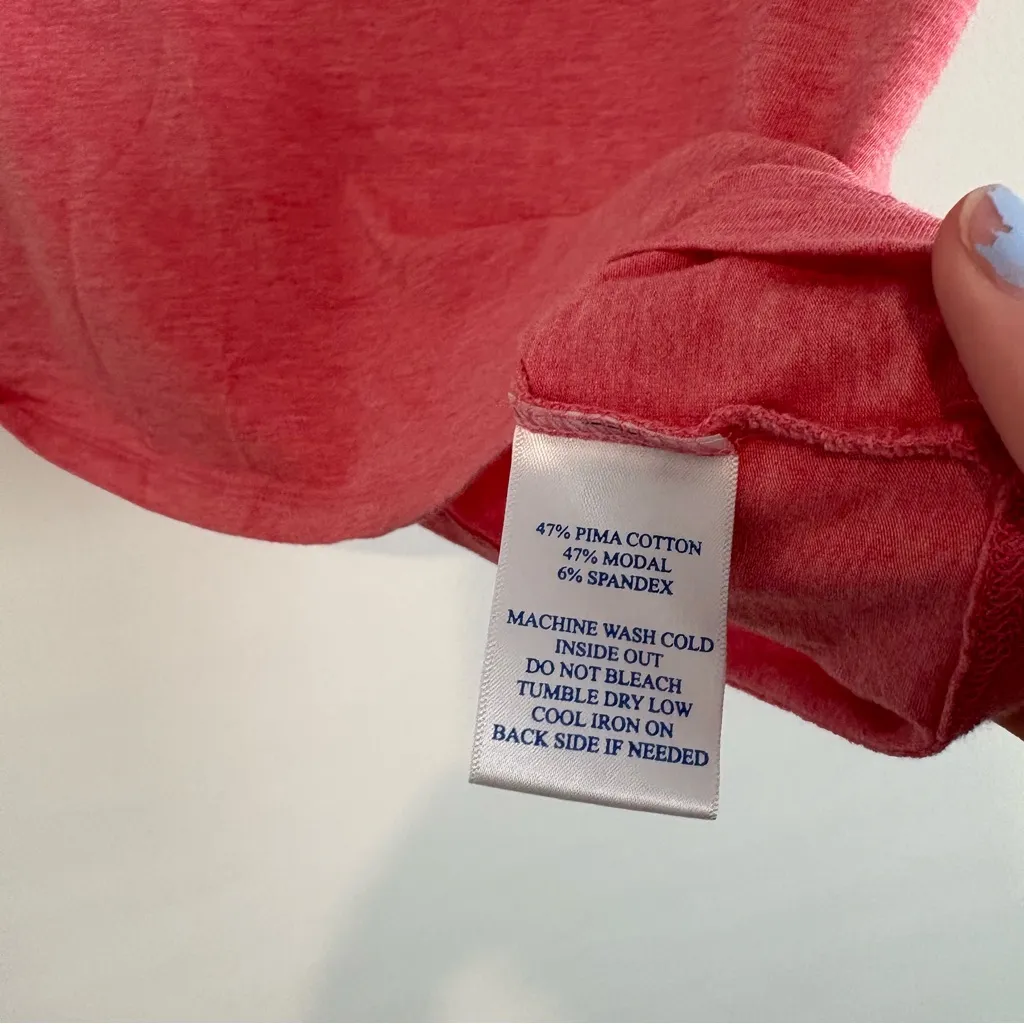 47% PIMA COTTON
47% MODAL
6% SPANDEX
MACHINE WASH COLD
INSIDE OUT
DO NOT BLEACH
TUMBLE DRY LOW
COOL IRON ON
BACK SIDE IF NEEDED